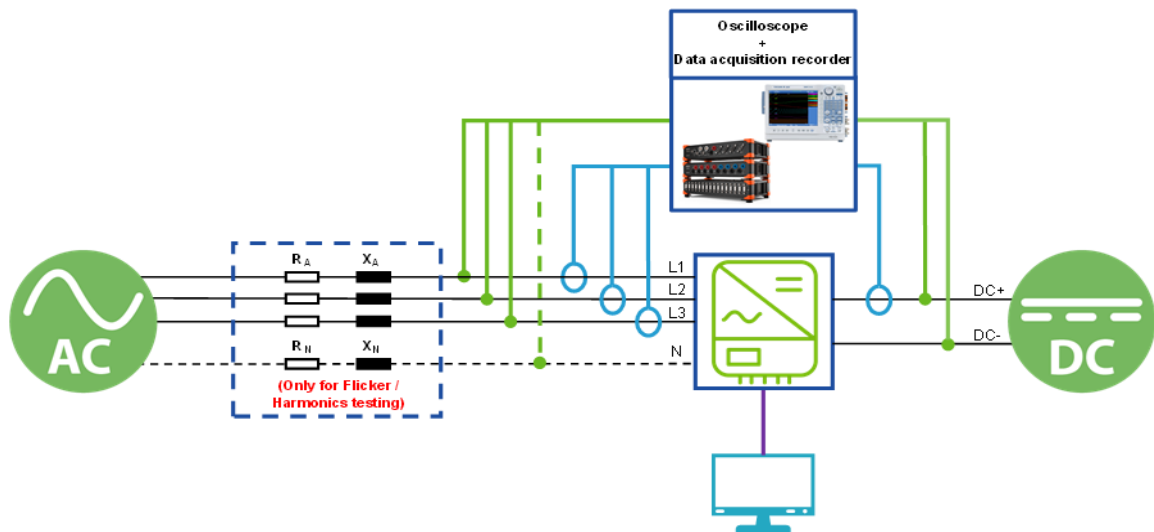 Oscilloscope
+
Data acquisition recorder
R A
X A
L1
L2
L3
R N
X N
N
(Only for Flicker /
Harmonics testing)
AC
DC+
DC-
DC